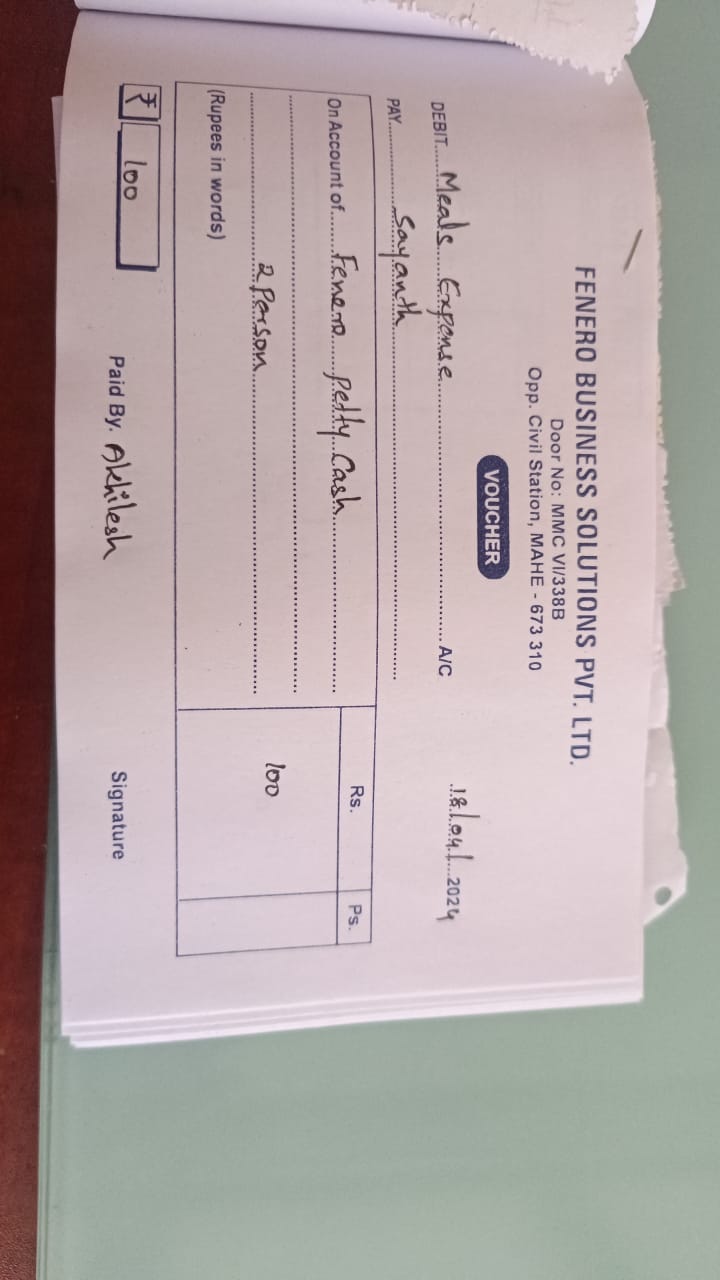 FENERO BUSINESS SOLUTIONS PVT. LTD.
Door No: MMC VI/338B
Opp. Civil Station, MAHE - 673 310
VOUCHER
18/04/2024
DEBIT Meals Expense A/C
PAY Sayanth
Rs. Ps.
On Account of Fenero Petty Cash
2 Person 100
(Rupees in words)
₹ 100 Paid By. Akhilesh Signature